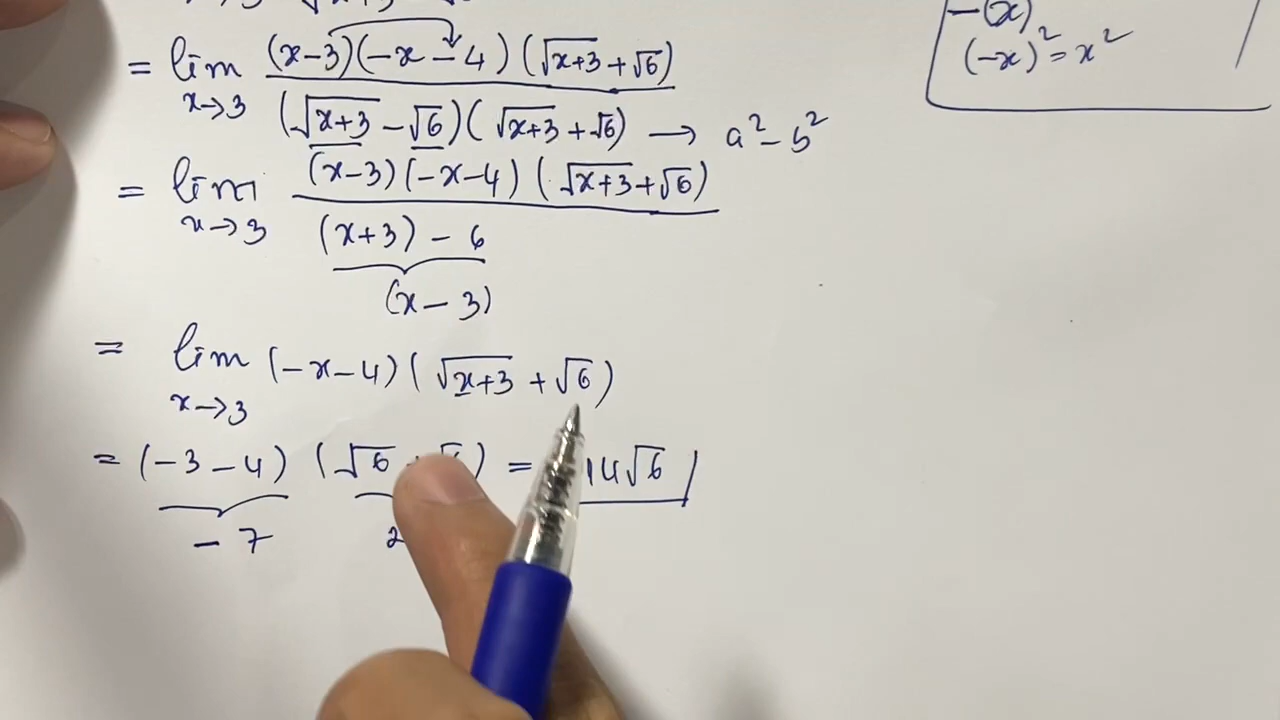 = lim x→3 (x-3)(-x-4)(√x+3+√6)
(√x+3-√6)(√x+3+√6) → a²-b²
= lim x→3 (x-3)(-x-4)(√x+3+√6)
(x+3)-6
(x-3)
= lim x→3 (-x-4)(√x+3+√6)
= (-3-4)(√6 ) = 14√6
-7 2
-(x)
(-x)²=x²